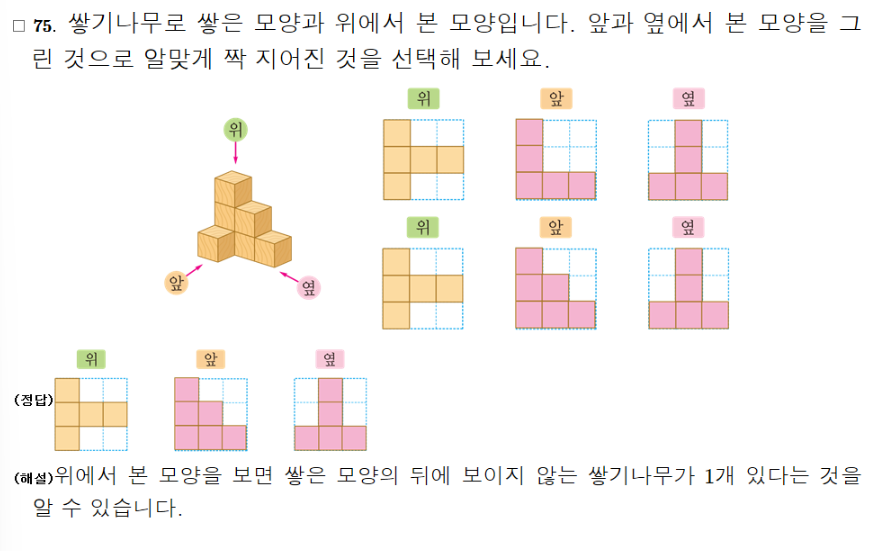 □ 75. 쌓기나무로 쌓은 모양과 위에서 본 모양입니다. 앞과 옆에서 본 모양을 그
린 것으로 알맞게 짝 지어진 것을 선택해 보세요.
위 앞 옆
위
앞 옆
위 앞 옆
위 앞 옆
(정답)
(해설)위에서 본 모양을 보면 쌓은 모양의 뒤에 보이지 않는 쌓기나무가 1개 있다는 것을
알 수 있습니다.